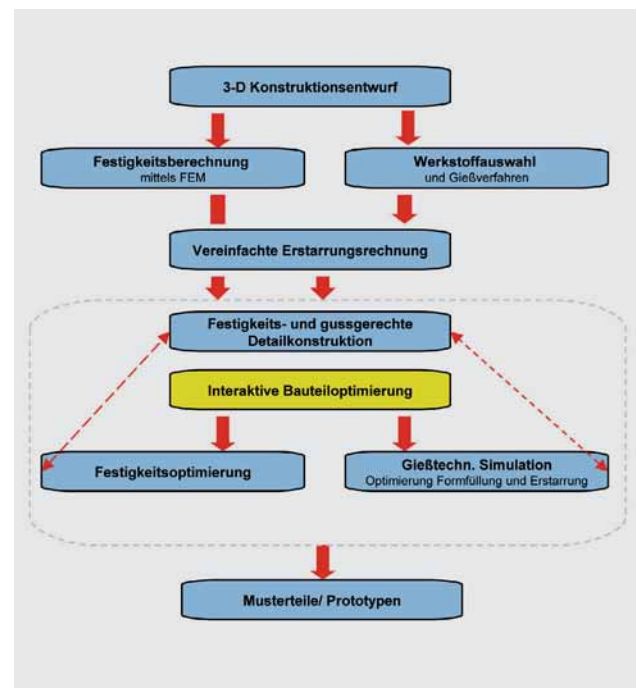 3-D Konstruktionsentwurf
Festigkeitsberechnung
mittels FEM
Werkstoffauswahl
und Gießverfahren
Vereinfachte Erstarrungsrechnung
Festigkeits- und gussgerechte
Detailkonstruktion
Interaktive Bauteiloptimierung
Festigkeitsoptimierung
Gießtechn. Simulation
Optimierung Formfüllung und Erstarrung
Musterteile/ Prototypen